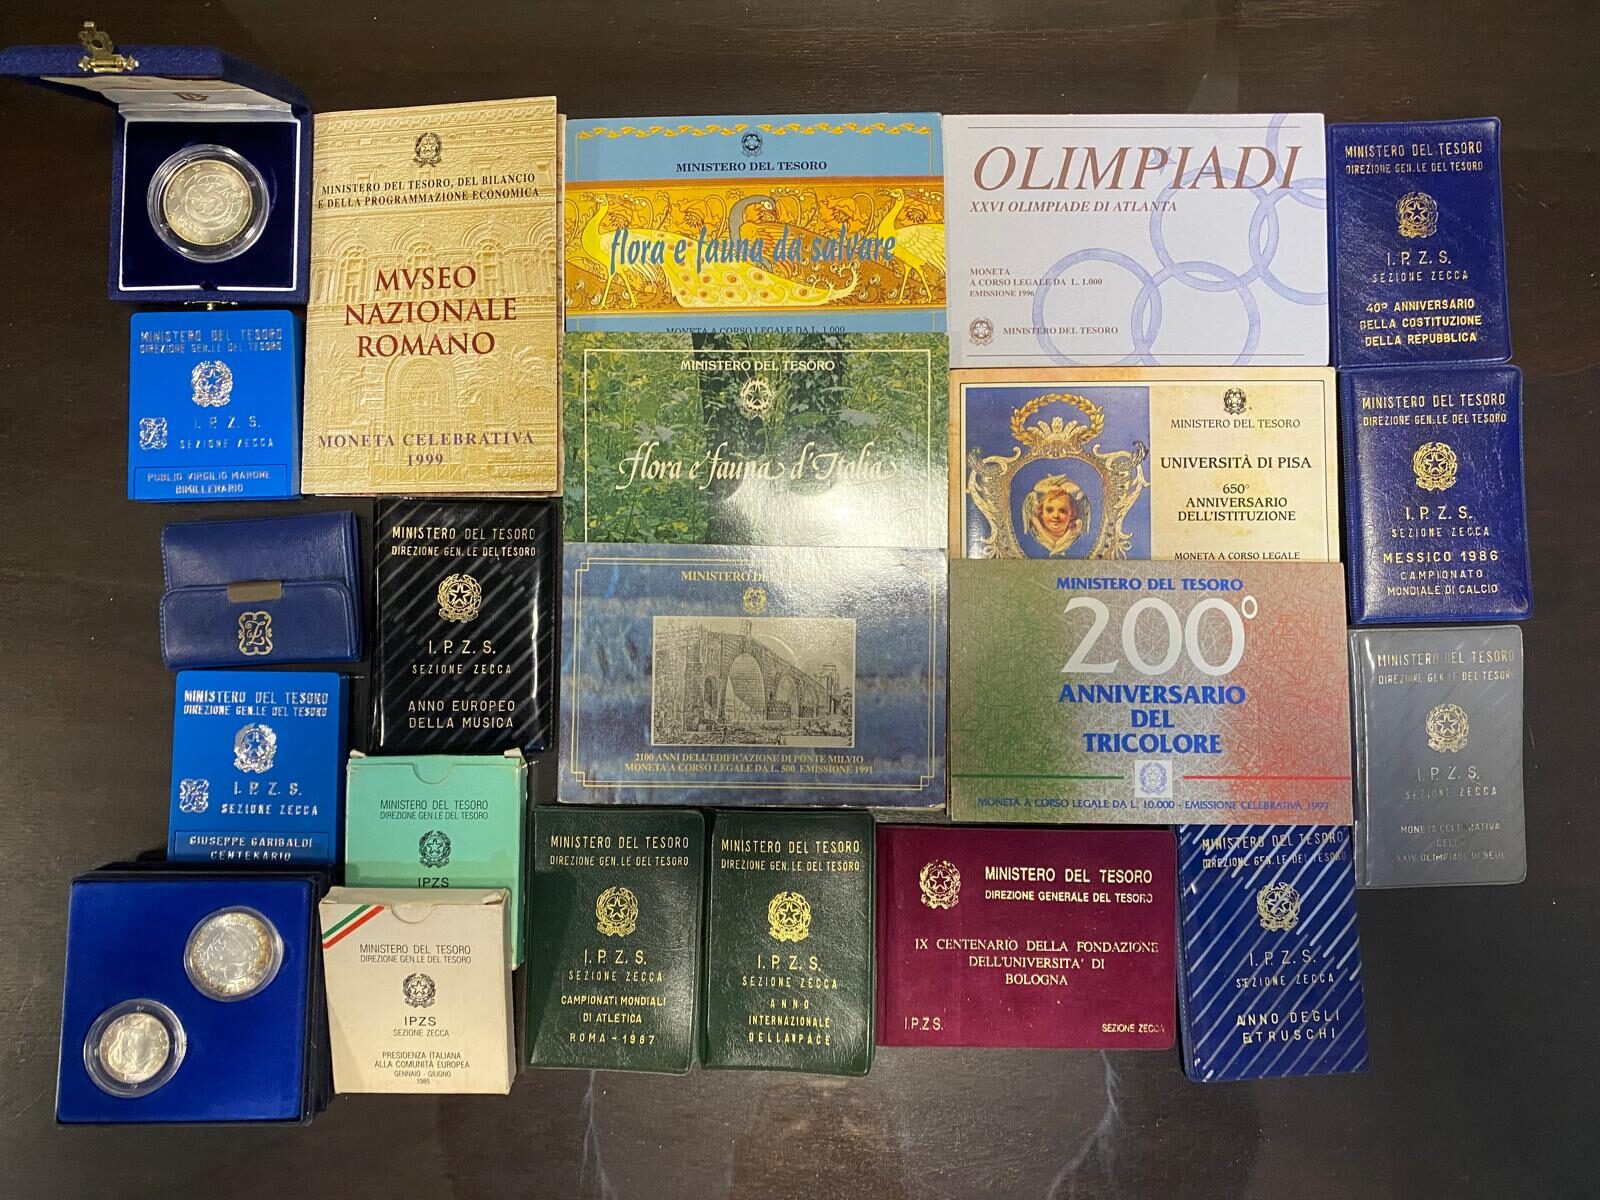 MINISTERO DEL TESORO, DEL BILANCIO
E DELLA PROGRAMMAZIONE ECONOMICA
MVSEO
NAZIONALE
ROMANO
MONETA CELEBRATIVA
1999
MINISTERO DEL TESORO
flora e fauna da salvare
MONETA A CORSO LEGALE DA L. 1.000
OLIMPIADI
XXVI OLIMPIADE DI ATLANTA
MONETA
A CORSO LEGALE DA L. 1.000
EMISSIONE 1996
MINISTERO DEL TESORO
MINISTERO DEL TESORO
DIREZIONE GEN.LE DEL TESORO
I.P.Z.S.
SEZIONE ZECCA
40º ANNIVERSARIO
DELLA COSTITUZIONE
DELLA REPUBBLICA
MINISTERO DEL TESORO
DIREZIONE GEN.LE DEL TESORO
I.P.Z.S.
SEZIONE ZECCA
PUBLIO VIRGILIO MARONE
BIMILLENARIO
MINISTERO DEL TESORO
flora e fauna d'Italia
MINISTERO DEL TESORO
UNIVERSITÀ DI PISA
650°
ANNIVERSARIO
DELL'ISTITUZIONE
MONETA A CORSO LEGALE
MINISTERO DEL TESORO
DIREZIONE GEN.LE DEL TESORO
I.P.Z.S.
SEZIONE ZECCA
MESSICO 1986
CAMPIONATO
MONDIALE DI CALCIO
MINISTERO DEL TESORO
DIREZIONE GEN.LE DEL TESORO
I.P.Z.S.
SEZIONE ZECCA
ANNO EUROPEO
DELLA MUSICA
MINISTERO
2100 ANNI DELL'EDIFICAZIONE DI PONTE MILVIO
MONETA A CORSO LEGALE DA L. 500 EMISSIONE 1991
MINISTERO DEL TESORO
200°
ANNIVERSARIO
DEL
TRICOLORE
MONETA A CORSO LEGALE DA L. 10.000 - EMISSIONE CELEBRATIVA 1997
MINISTERO DEL TESORO
DIREZIONE GEN.LE DEL TESORO
I.P.Z.S.
SEZIONE ZECCA
MONETA CELEBRATIVA
DELLA
XXIV OLIMPIADE DI SEUL
MINISTERO DEL TESORO
DIREZIONE GEN.LE DEL TESORO
I.P.Z.S.
SEZIONE ZECCA
GIUSEPPE GARIBALDI
CENTENARIO
MINISTERO DEL TESORO
DIREZIONE GEN.LE DEL TESORO
IPZS
MINISTERO DEL TESORO
DIREZIONE GEN.LE DEL TESORO
IPZS
SEZIONE ZECCA
PRESIDENZA ITALIANA
ALLA COMUNITÀ EUROPEA
GENNAIO - GIUGNO
1985
MINISTERO DEL TESORO
DIREZIONE GEN.LE DEL TESORO
I.P.Z.S.
SEZIONE ZECCA
CAMPIONATI MONDIALI
DI ATLETICA
ROMA - 1987
MINISTERO DEL TESORO
DIREZIONE GEN.LE DEL TESORO
I.P.Z.S.
SEZIONE ZECCA
ANNO
INTERNAZIONALE
DELLA PACE
MINISTERO DEL TESORO
DIREZIONE GENERALE DEL TESORO
IX CENTENARIO DELLA FONDAZIONE
DELL'UNIVERSITA' DI
BOLOGNA
I.P.Z.S.
SEZIONE ZECCA
MINISTERO DEL TESORO
DIREZIONE GEN.LE DEL TESORO
I.P.Z.S.
SEZIONE ZECCA
ANNO DEGLI
ETRUSCHI